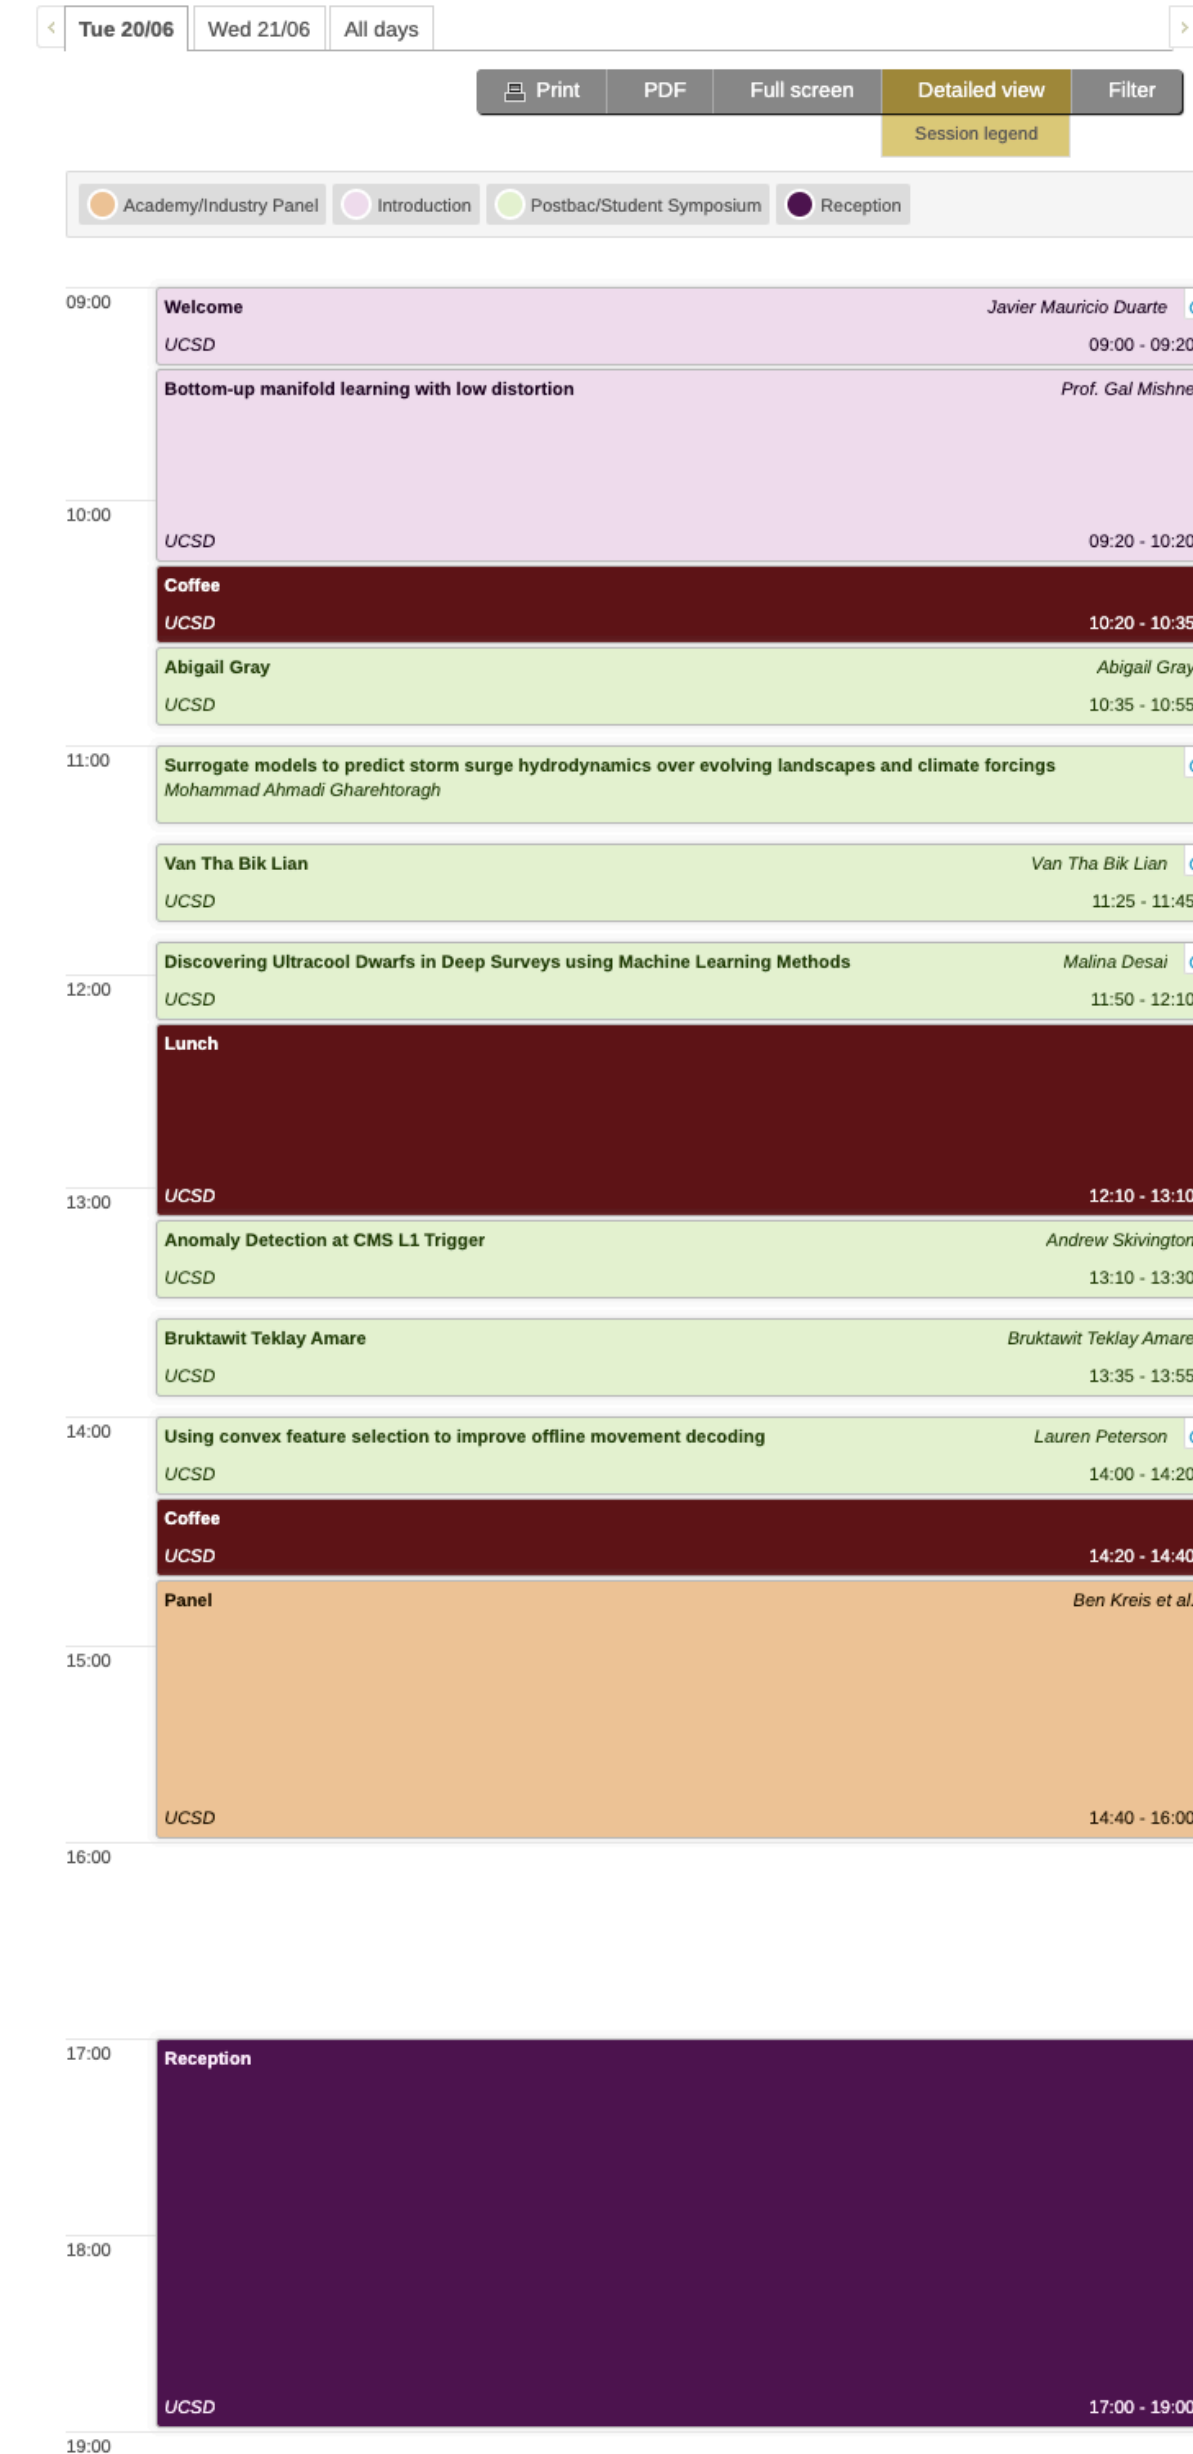 Tue 20/06 Wed 21/06 All days
Print PDF Full screen Detailed view Filter
Session legend
Academy/Industry Panel Introduction Postbac/Student Symposium Reception
09:00 Welcome Javier Mauricio Duarte
UCSD 09:00 - 09:20
Bottom-up manifold learning with low distortion Prof. Gal Mishne
10:00
UCSD 09:20 - 10:20
Coffee
UCSD 10:20 - 10:35
Abigail Gray Abigail Gray
UCSD 10:35 - 10:55
11:00 Surrogate models to predict storm surge hydrodynamics over evolving landscapes and climate forcings
Mohammad Ahmadi Gharehtoragh
Van Tha Bik Lian Van Tha Bik Lian
UCSD 11:25 - 11:45
Discovering Ultracool Dwarfs in Deep Surveys using Machine Learning Methods Malina Desai
12:00 UCSD 11:50 - 12:10
Lunch
13:00 UCSD 12:10 - 13:10
Anomaly Detection at CMS L1 Trigger Andrew Skivington
UCSD 13:10 - 13:30
Bruktawit Teklay Amare Bruktawit Teklay Amare
UCSD 13:35 - 13:55
14:00 Using convex feature selection to improve offline movement decoding Lauren Peterson
UCSD 14:00 - 14:20
Coffee
UCSD 14:20 - 14:40
Panel Ben Kreis et al.
15:00
UCSD 14:40 - 16:00
16:00
17:00 Reception
18:00
UCSD 17:00 - 19:00
19:00